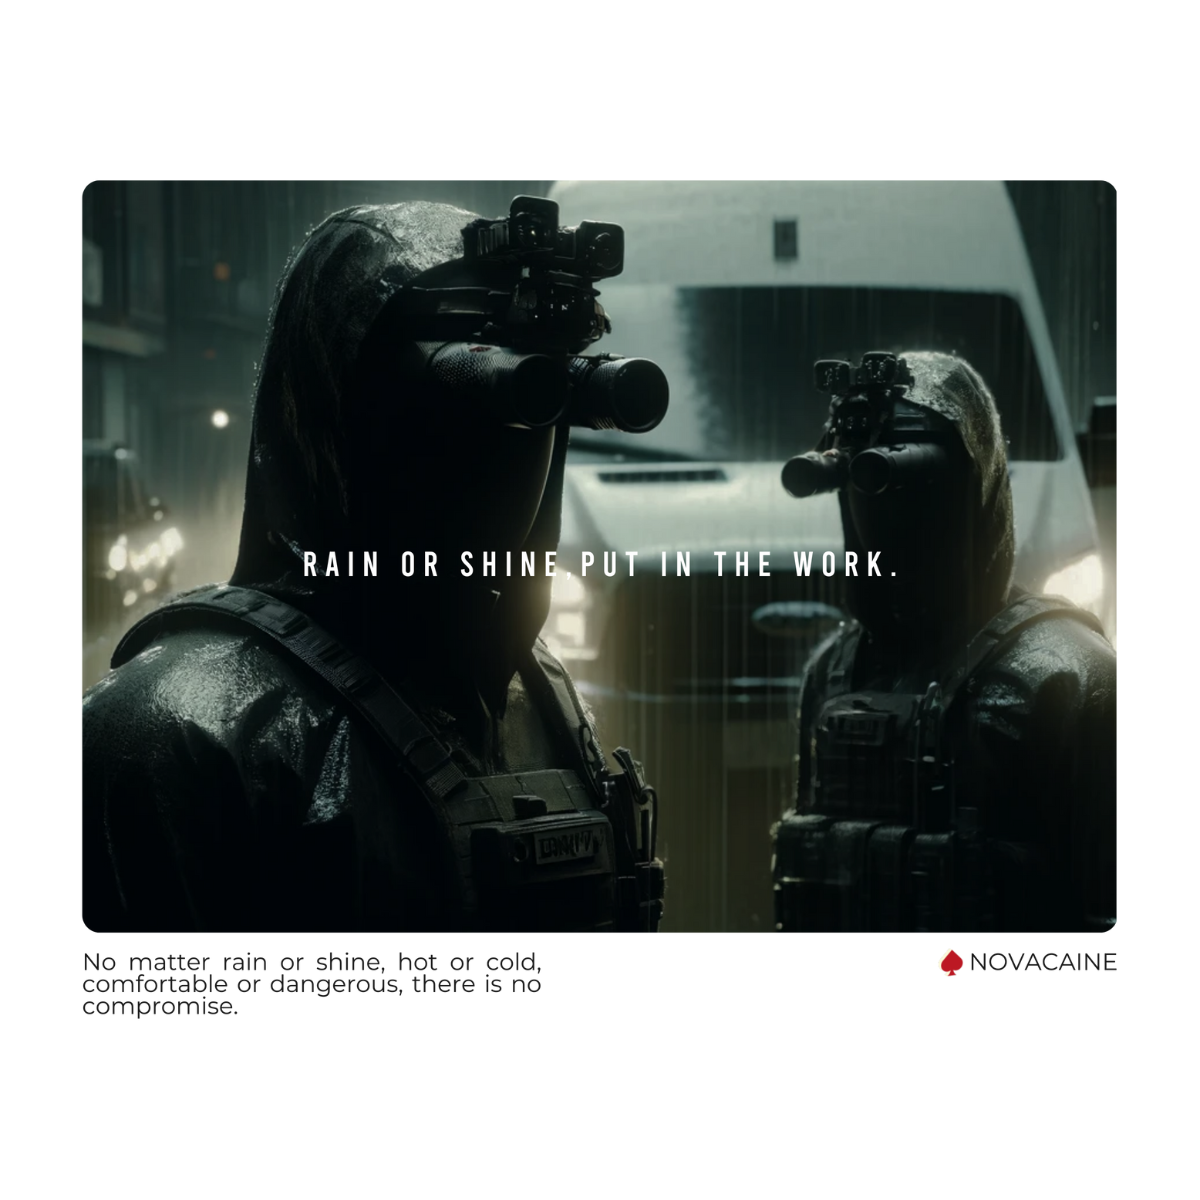 RAIN OR SHINE,PUT IN THE WORK.
No matter rain or shine, hot or cold,
comfortable or dangerous, there is no
compromise.
NOVACAINE